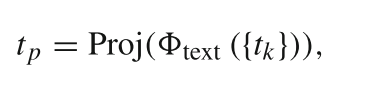 t_p = Proj(Φ_text ({t_k})),